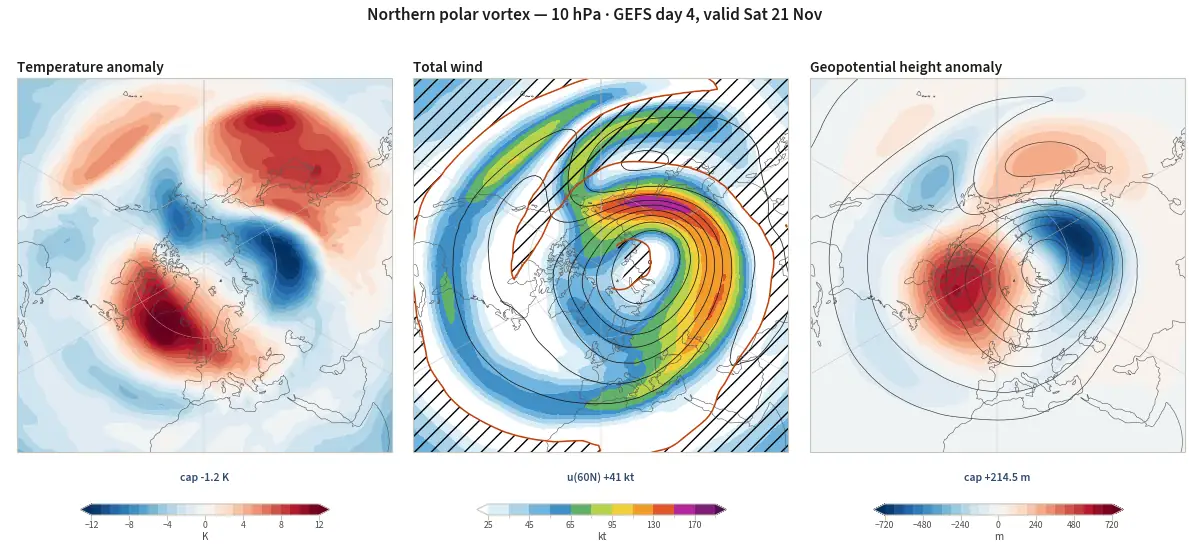 Northern polar vortex — 10 hPa · GEFS day 4, valid Sat 21 Nov
Temperature anomaly
Total wind
Geopotential height anomaly
cap -1.2 K
u(60N) +41 kt
cap +214.5 m
−12 −8 −4 0 4 8 12
K
25 45 65 95 130 170
kt
−720 −480 −240 0 240 480 720
m